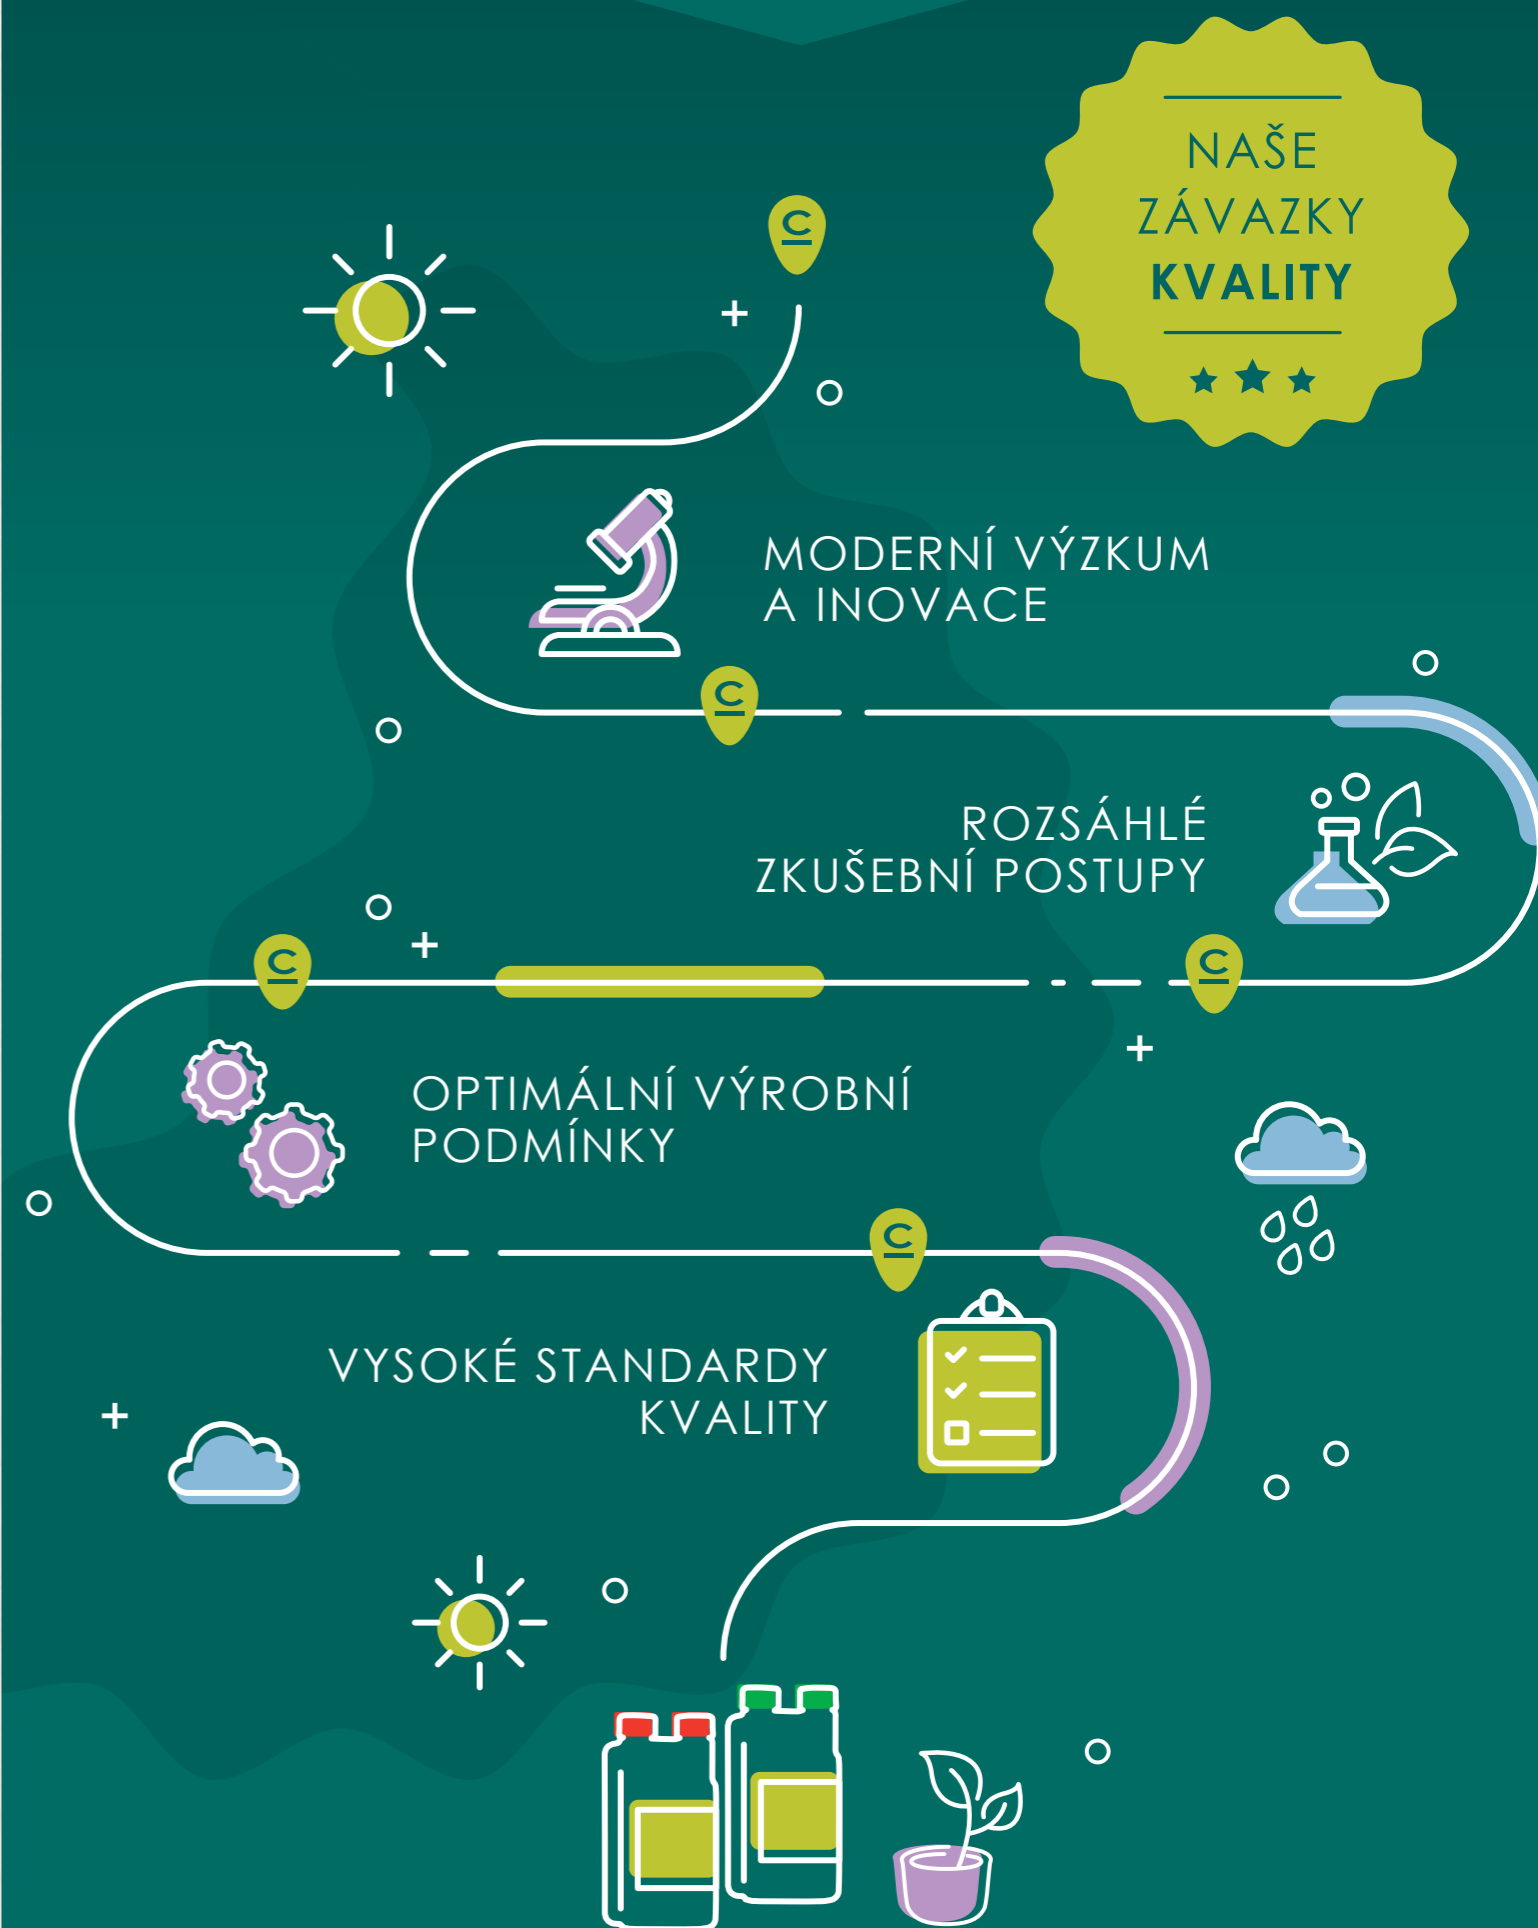 NAŠE
ZÁVAZKY
KVALITY
C
MODERNÍ VÝZKUM
A INOVACE
C
ROZSÁHLÉ
ZKUŠEBNÍ POSTUPY
C
C
OPTIMÁLNÍ VÝROBNÍ
PODMÍNKY
C
VYSOKÉ STANDARDY
KVALITY